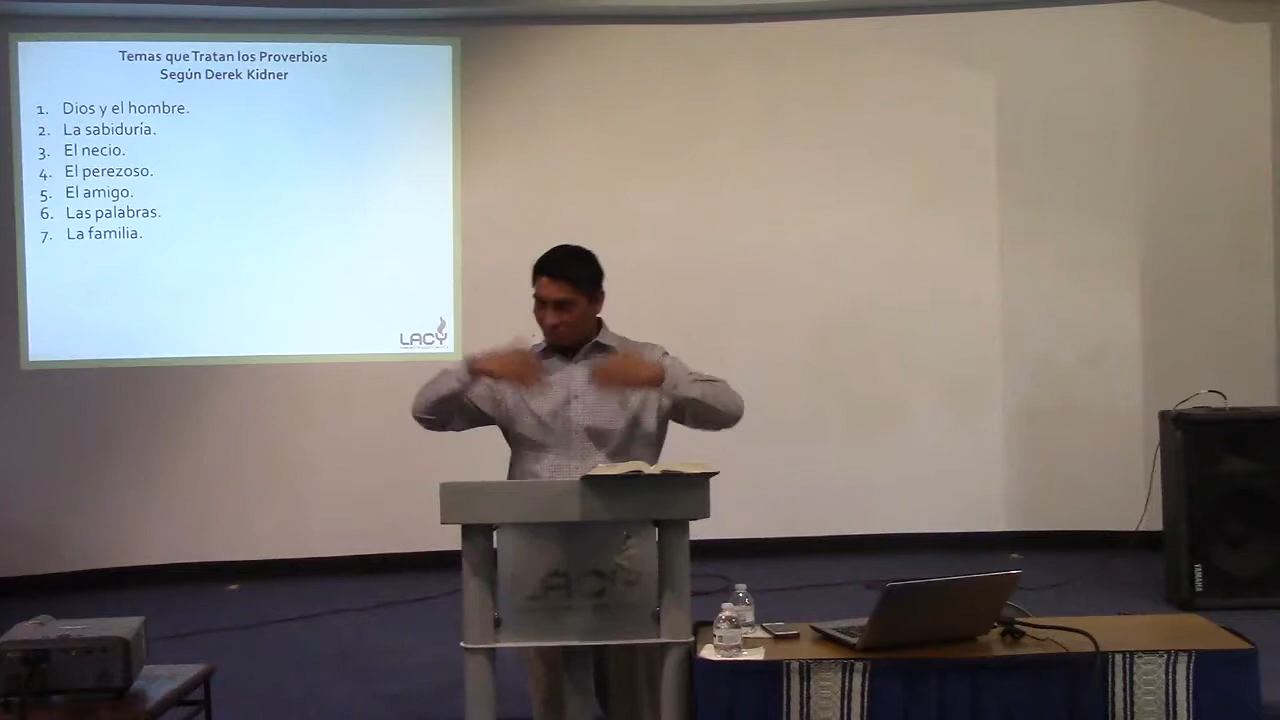 Temas que Tratan los Proverbios
Según Derek Kidner
1. Dios y el hombre.
2. La sabiduría.
3. El necio.
4. El perezoso.
5. El amigo.
6. Las palabras.
7. La familia.
LACY
LACY
YAMAHA